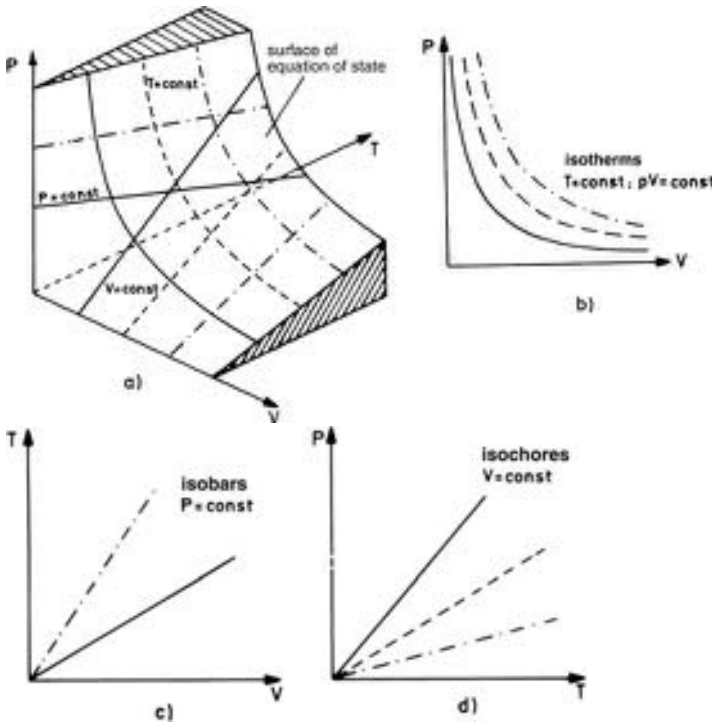 P
surface of
equation of state
T=const
T
P=const
V=const
V
a)
P
isotherms
T=const; pV=const
V
b)
T
isobars
P=const
V
c)
P
isochores
V=const
T
d)